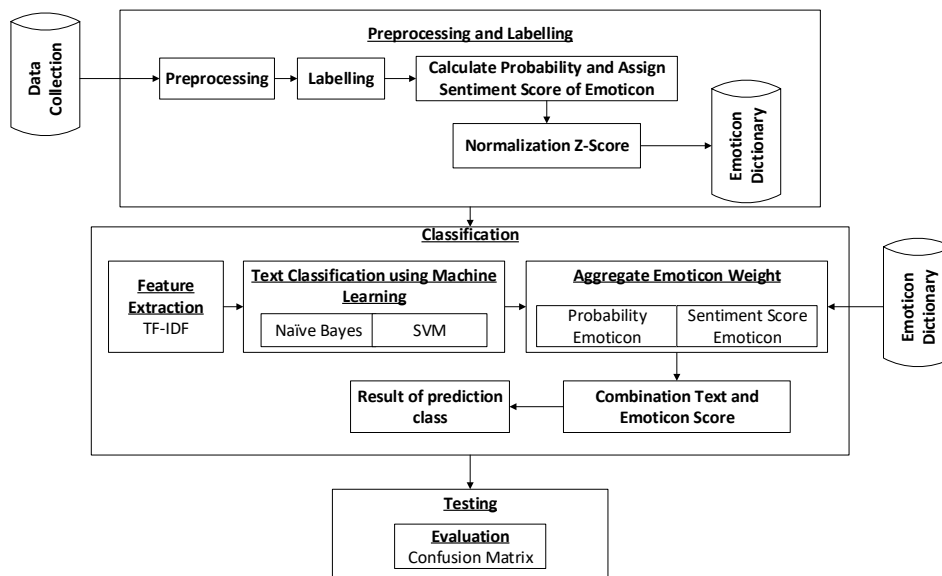 Data
Collection
Preprocessing and Labelling
Preprocessing
Labelling
Calculate Probability and Assign
Sentiment Score of Emoticon
Normalization Z-Score
Emoticon
Dictionary
Classification
Feature
Extraction
TF-IDF
Text Classification using Machine
Learning
Naïve Bayes
SVM
Aggregate Emoticon Weight
Probability
Emoticon
Sentiment Score
Emoticon
Emoticon
Dictionary
Result of prediction
class
Combination Text and
Emoticon Score
Testing
Evaluation
Confusion Matrix